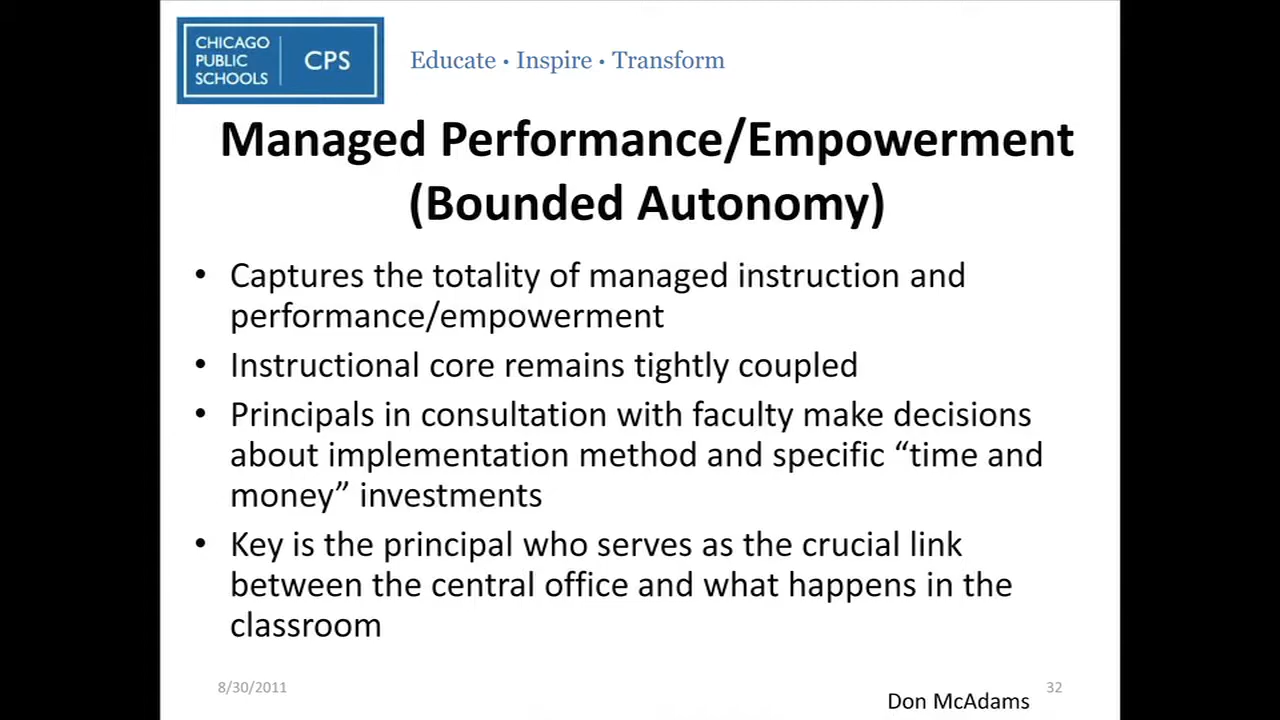 CHICAGO
PUBLIC
SCHOOLS
CPS
Educate • Inspire • Transform
Managed Performance/Empowerment
(Bounded Autonomy)
• Captures the totality of managed instruction and
performance/empowerment
• Instructional core remains tightly coupled
• Principals in consultation with faculty make decisions
about implementation method and specific “time and
money” investments
• Key is the principal who serves as the crucial link
between the central office and what happens in the
classroom
8/30/2011
32
Don McAdams